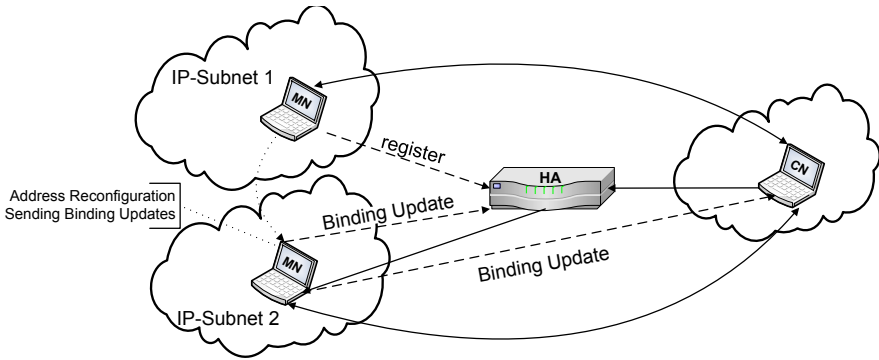 IP-Subnet 1
MN
register
HA
CN
Address Reconfiguration
Sending Binding Updates
Binding Update
MN
Binding Update
IP-Subnet 2